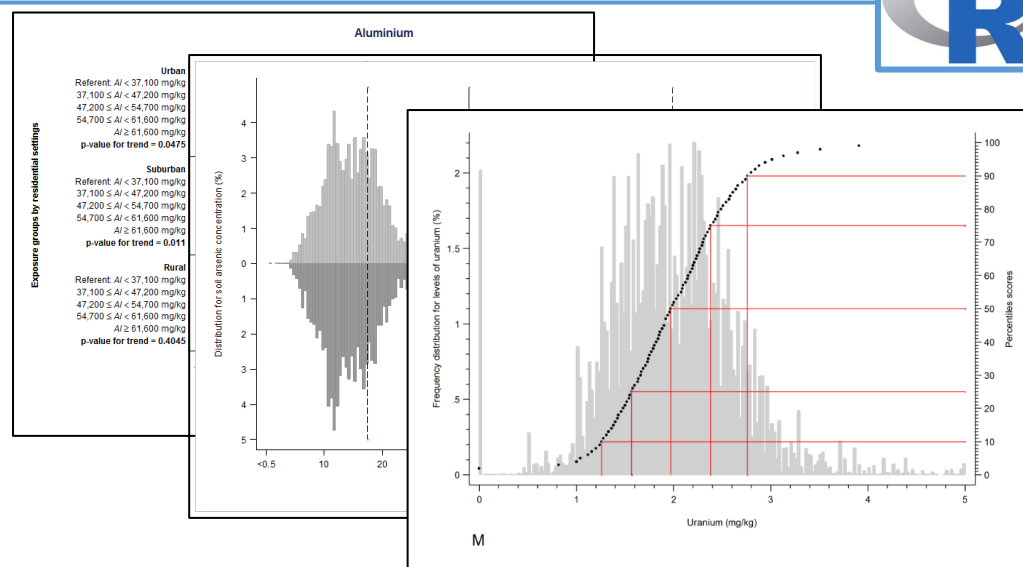 R
Aluminium
Exposure groups by residential settings
Urban
Referent: Al < 37,100 mg/kg
37,100 ≤ Al < 47,200 mg/kg
47,200 ≤ Al < 54,700 mg/kg
54,700 ≤ Al < 61,600 mg/kg
Al ≥ 61,600 mg/kg
p-value for trend = 0.0475
Suburban
Referent: Al < 37,100 mg/kg
37,100 ≤ Al < 47,200 mg/kg
47,200 ≤ Al < 54,700 mg/kg
54,700 ≤ Al < 61,600 mg/kg
Al ≥ 61,600 mg/kg
p-value for trend = 0.011
Rural
Referent: Al < 37,100 mg/kg
37,100 ≤ Al < 47,200 mg/kg
47,200 ≤ Al < 54,700 mg/kg
54,700 ≤ Al < 61,600 mg/kg
Al ≥ 61,600 mg/kg
p-value for trend = 0.4045
Distribution for soil arsenic concentration (%)
4
3
2
1
0
1
2
3
4
5
<0.5 10 20
Frequency distribution for levels of uranium (%)
2
1.5
1
.5
0
0 1 2 3 4 5
Uranium (mg/kg)
100
90
80
70
60
50
40
30
20
10
0
Percentiles scores
M